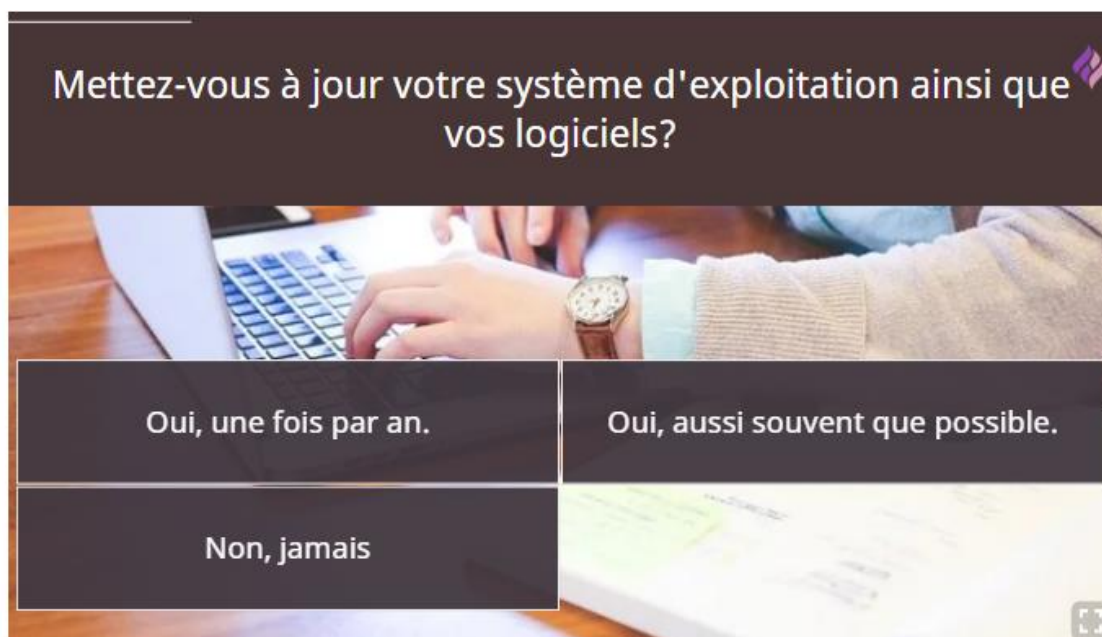 Mettez-vous à jour votre système d'exploitation ainsi que
vos logiciels?
Oui, une fois par an.
Oui, aussi souvent que possible.
Non, jamais